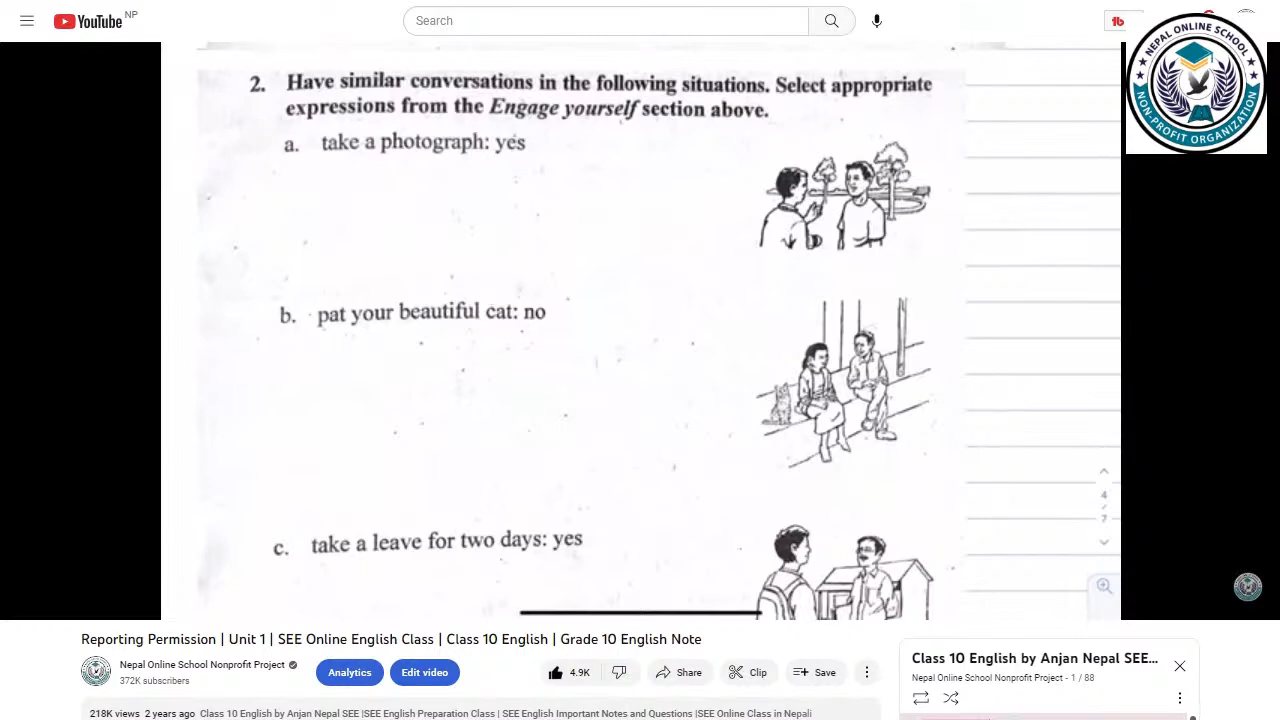 YouTube NP
Search
NEPAL ONLINE SCHOOL
NON-PROFIT ORGANIZATION
2. Have similar conversations in the following situations. Select appropriate
expressions from the Engage yourself section above.
a. take a photograph: yes
b. pat your beautiful cat: no
c. take a leave for two days: yes
4
7
Reporting Permission | Unit 1 | SEE Online English Class | Class 10 English | Grade 10 English Note
Nepal Online School Nonprofit Project
372K subscribers
Analytics
Edit video
4.9K
Share
Clip
Save
218K views 2 years ago Class 10 English by Anjan Nepal SEE |SEE English Preparation Class | SEE English Important Notes and Questions |SEE Online Class in Nepali
Class 10 English by Anjan Nepal SEE...
Nepal Online School Nonprofit Project - 1 / 88